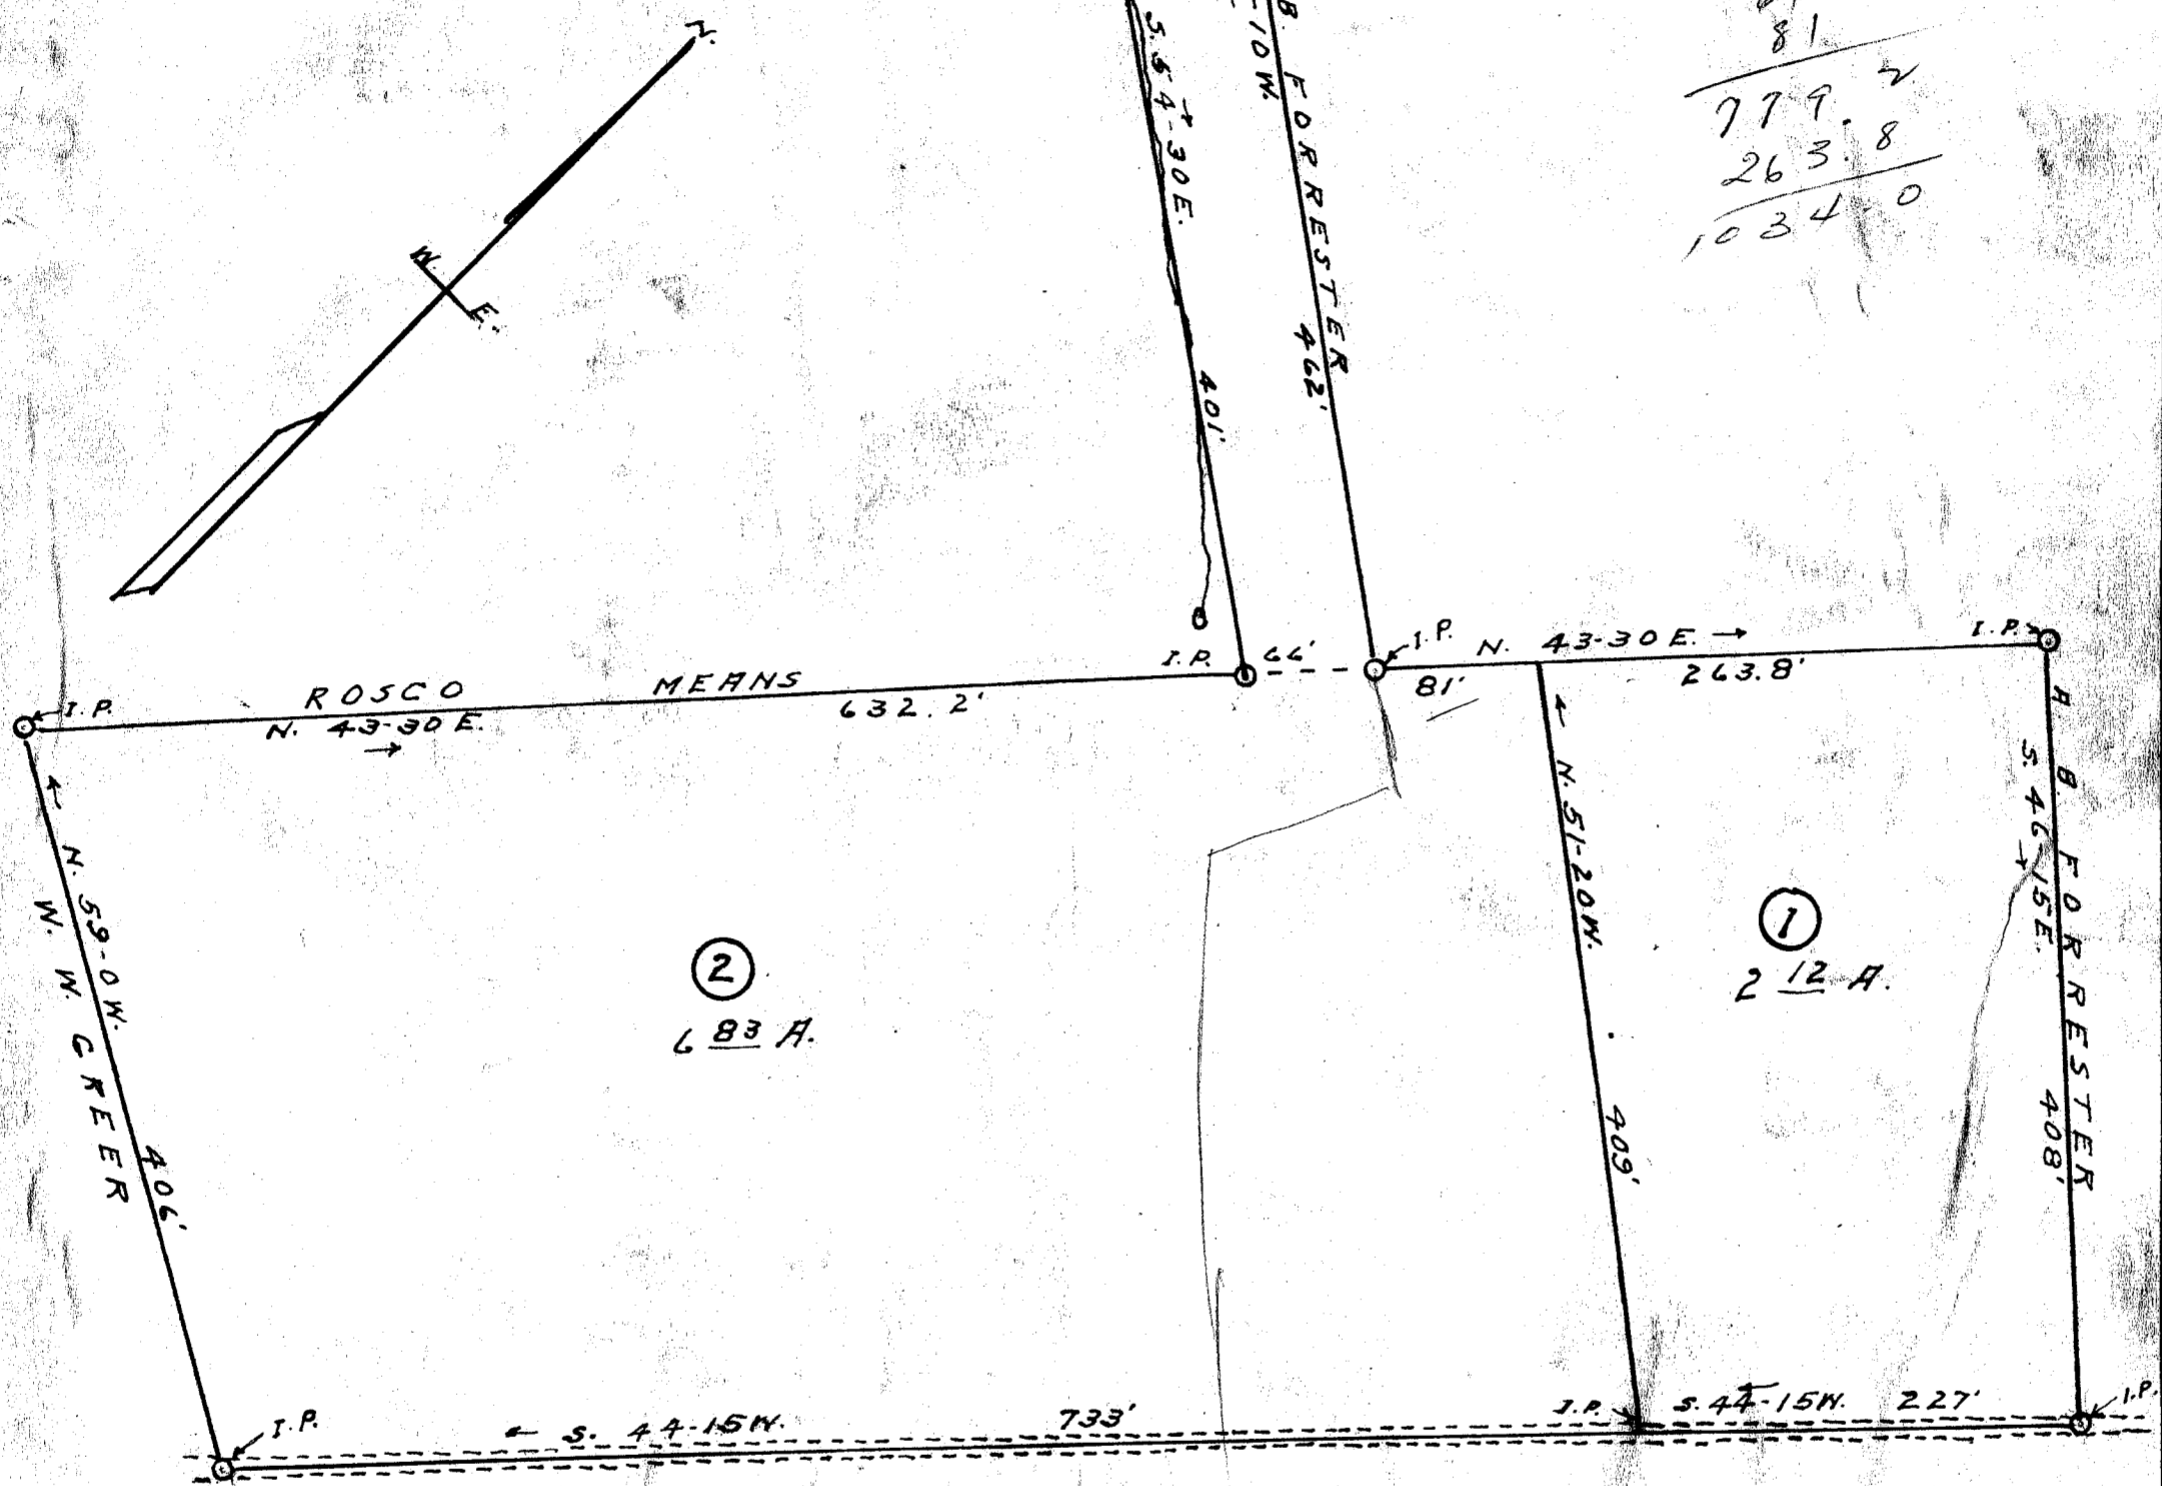 N.
W.
E.
S. 54-30 E.
401'
-10 W.
B. FORRESTER
462'
81
779.2
263.8
1034.0
I.P.
66'
I.P.
N. 43-30 E.
81'
263.8'
I.P.
I.P.
ROSCO MEANS
N. 43-30 E.
632.2'
N. 59-0 W.
406'
W. W. GREER
2
6 83 A.
N. 51-20 W.
409'
1
2 12 A.
A B FORRESTER
S. 46-15 E.
408'
I.P.
S. 44-15 W.
733'
I.P.
S. 44-15 W.
227'
I.P.